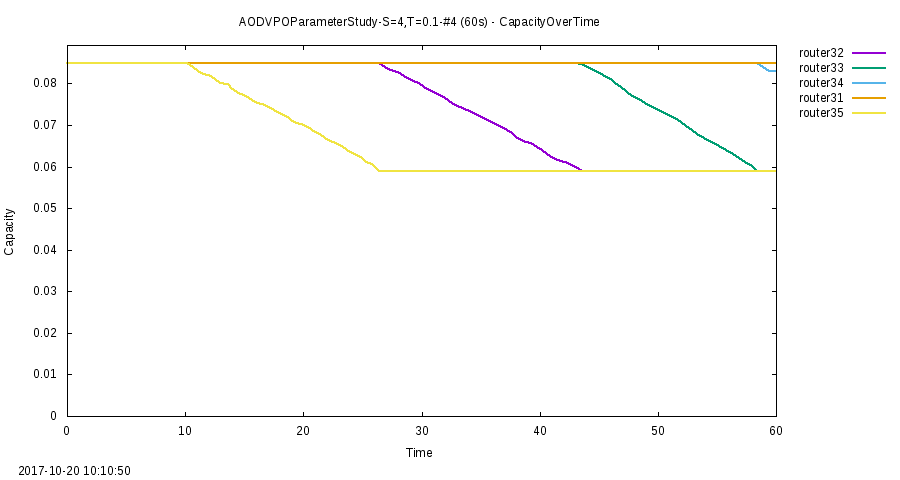 AODVPOParameterStudy-S=4,T=0.1-#4 (60s) - CapacityOverTime
router32
router33
router34
router31
router35
0.08
0.07
0.06
0.05
0.04
0.03
0.02
0.01
0
Capacity
0 10 20 30 40 50 60
Time
2017-10-20 10:10:50